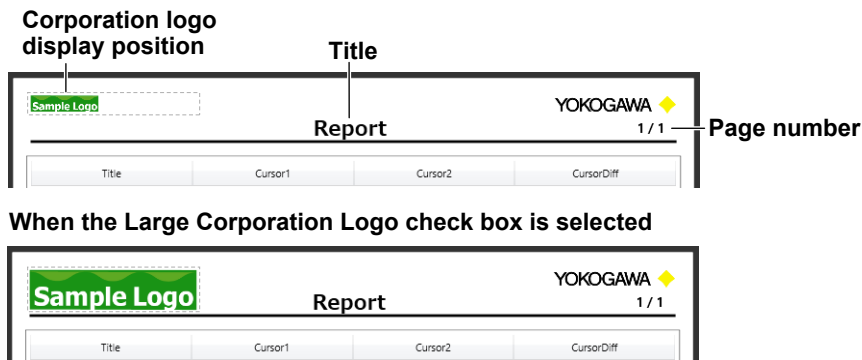 Corporation logo
display position
Title
Sample Logo
YOKOGAWA
Report
1 / 1
Page number
Title Cursor1 Cursor2 CursorDiff
When the Large Corporation Logo check box is selected
Sample Logo
YOKOGAWA
Report
1 / 1
Title Cursor1 Cursor2 CursorDiff